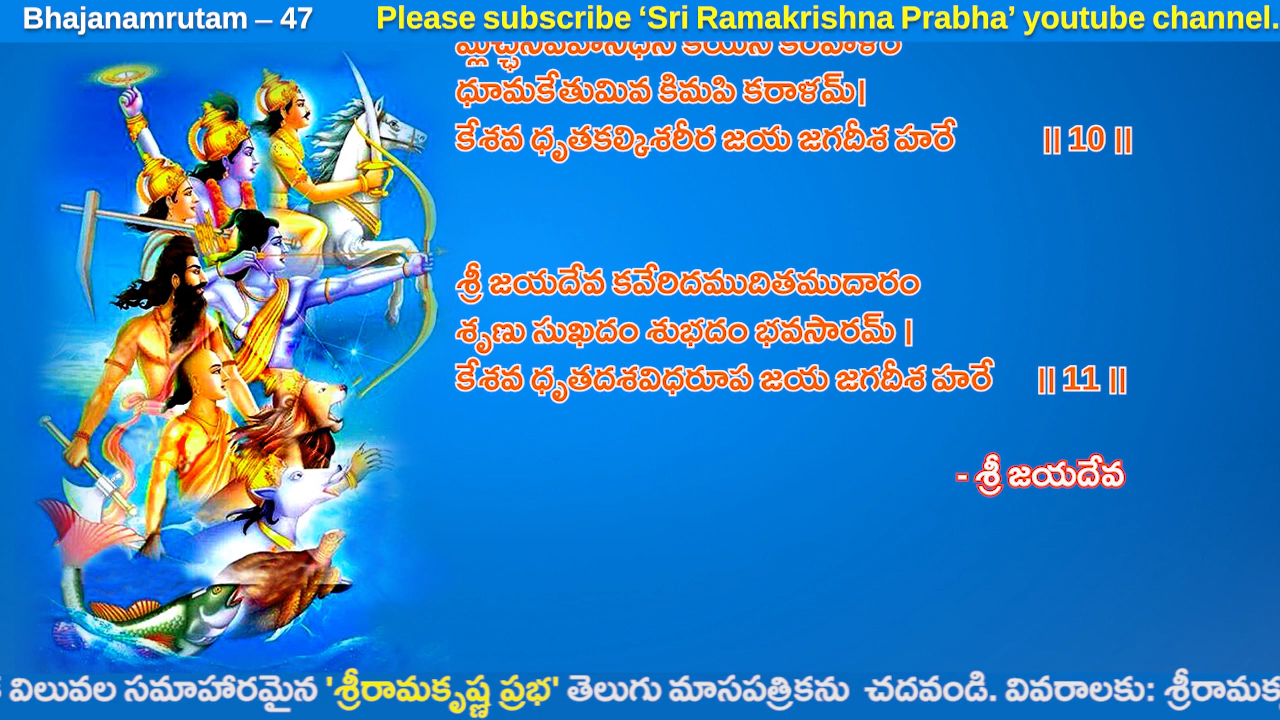 Bhajanamrutam – 47 Please subscribe ‘Sri Ramakrishna Prabha’ youtube channel.
ధూమకేతుమివ కిమపి కరాళమ్|
కేశవ ధృతకల్కిశరీర జయ జగదీశ హరే || 10 ||
శ్రీ జయదేవ కవేరిదముదితముదారం
శృణు సుఖదం శుభదం భవసారమ్ |
కేశవ ధృతదశవిధరూప జయ జగదీశ హరే || 11 ||
- శ్రీ జయదేవ
విలువల సమాహారమైన 'శ్రీరామకృష్ణ ప్రభ' తెలుగు మాసపత్రికను చదవండి. వివరాలకు: